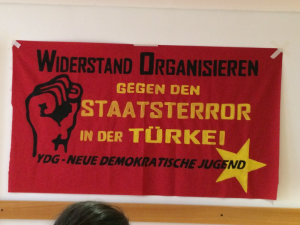 WIDERSTAND ORGANISIEREN
GEGEN DEN
STAATSTERROR
IN DER TÜRKEI
YDG - NEUE DEMOKRATISCHE JUGEND